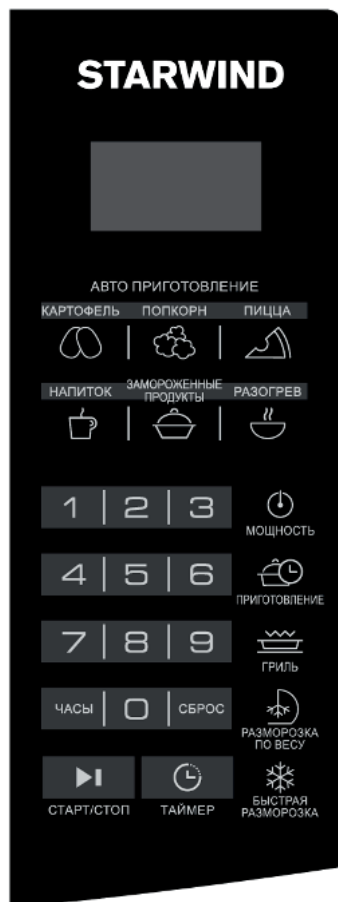 STARWIND
АВТО ПРИГОТОВЛЕНИЕ
КАРТОФЕЛЬ ПОПКОРН ПИЦЦА
НАПИТОК ЗАМОРОЖЕННЫЕ ПРОДУКТЫ РАЗОГРЕВ
1 2 3
МОЩНОСТЬ
4 5 6
ПРИГОТОВЛЕНИЕ
7 8 9
ГРИЛЬ
ЧАСЫ 0 СБРОС
РАЗМОРОЗКА
ПО ВЕСУ
СТАРТ/СТОП ТАЙМЕР
БЫСТРАЯ
РАЗМОРОЗКА